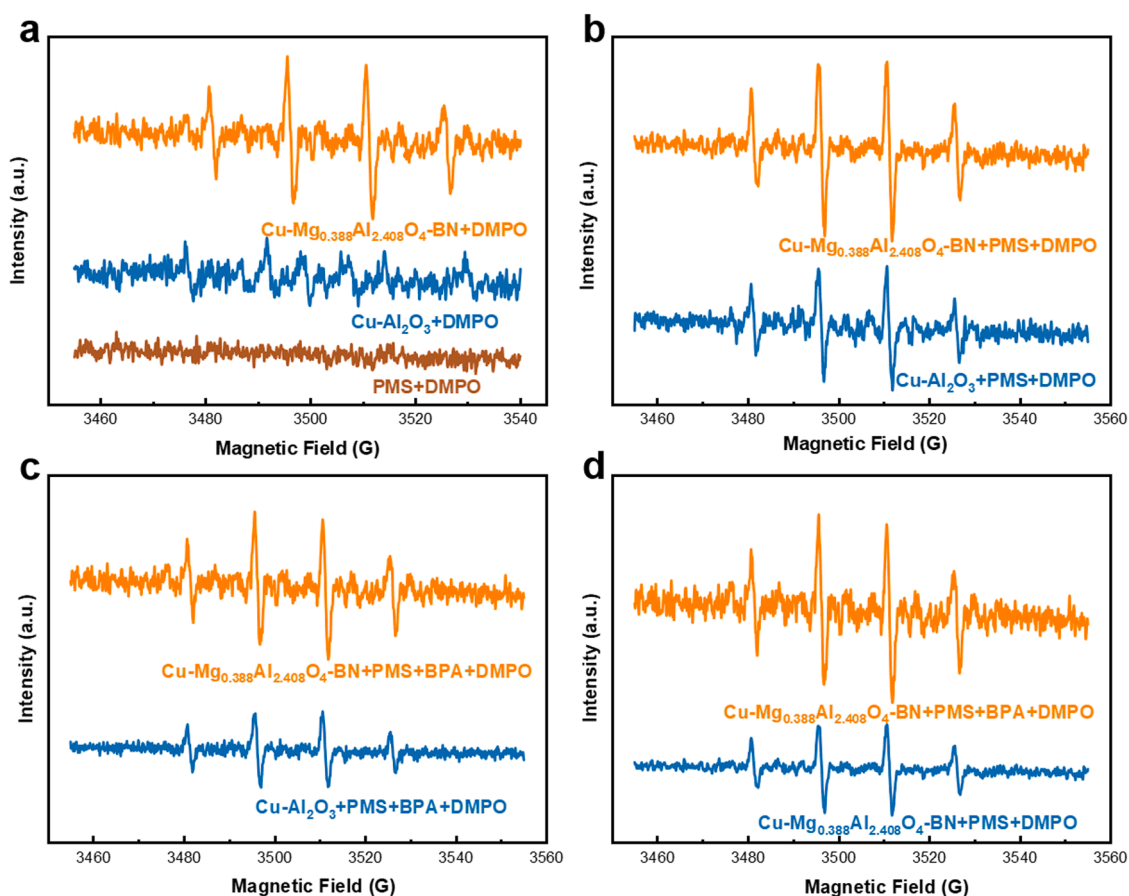 a
Intensity (a.u.)
Cu-Mg0.388Al2.408O4-BN+DMPO
Cu-Al2O3+DMPO
PMS+DMPO
3460 3480 3500 3520 3540
Magnetic Field (G)
b
Intensity (a.u.)
Cu-Mg0.388Al2.408O4-BN+PMS+DMPO
Cu-Al2O3+PMS+DMPO
3460 3480 3500 3520 3540 3560
Magnetic Field (G)
c
Intensity (a.u.)
Cu-Mg0.388Al2.408O4-BN+PMS+BPA+DMPO
Cu-Al2O3+PMS+BPA+DMPO
3460 3480 3500 3520 3540 3560
Magnetic Field (G)
d
Intensity (a.u.)
Cu-Mg0.388Al2.408O4-BN+PMS+BPA+DMPO
Cu-Mg0.388Al2.408O4-BN+PMS+DMPO
3460 3480 3500 3520 3540 3560
Magnetic Field (G)